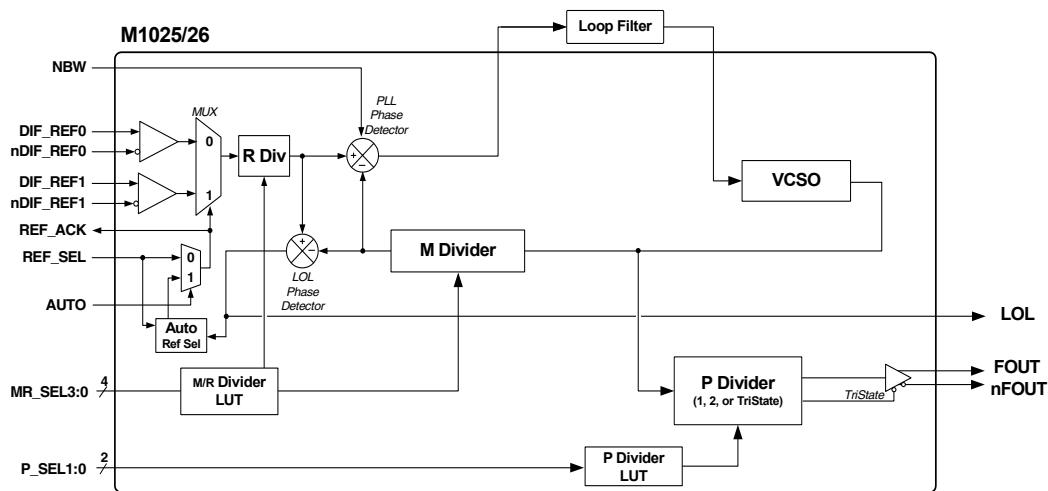 M1025/26
Loop Filter
NBW
MUX
PLL
Phase
Detector
DIF_REF0
nDIF_REF0
0
R Div
+
–
VCSO
DIF_REF1
nDIF_REF1
1
REF_ACK
REF_SEL
0
1
+
–
M Divider
LOL
Phase
Detector
AUTO
Auto
Ref Sel
LOL
MR_SEL3:0
4
M/R Divider
LUT
P Divider
(1, 2, or TriState)
TriState
FOUT
nFOUT
P_SEL1:0
2
P Divider
LUT